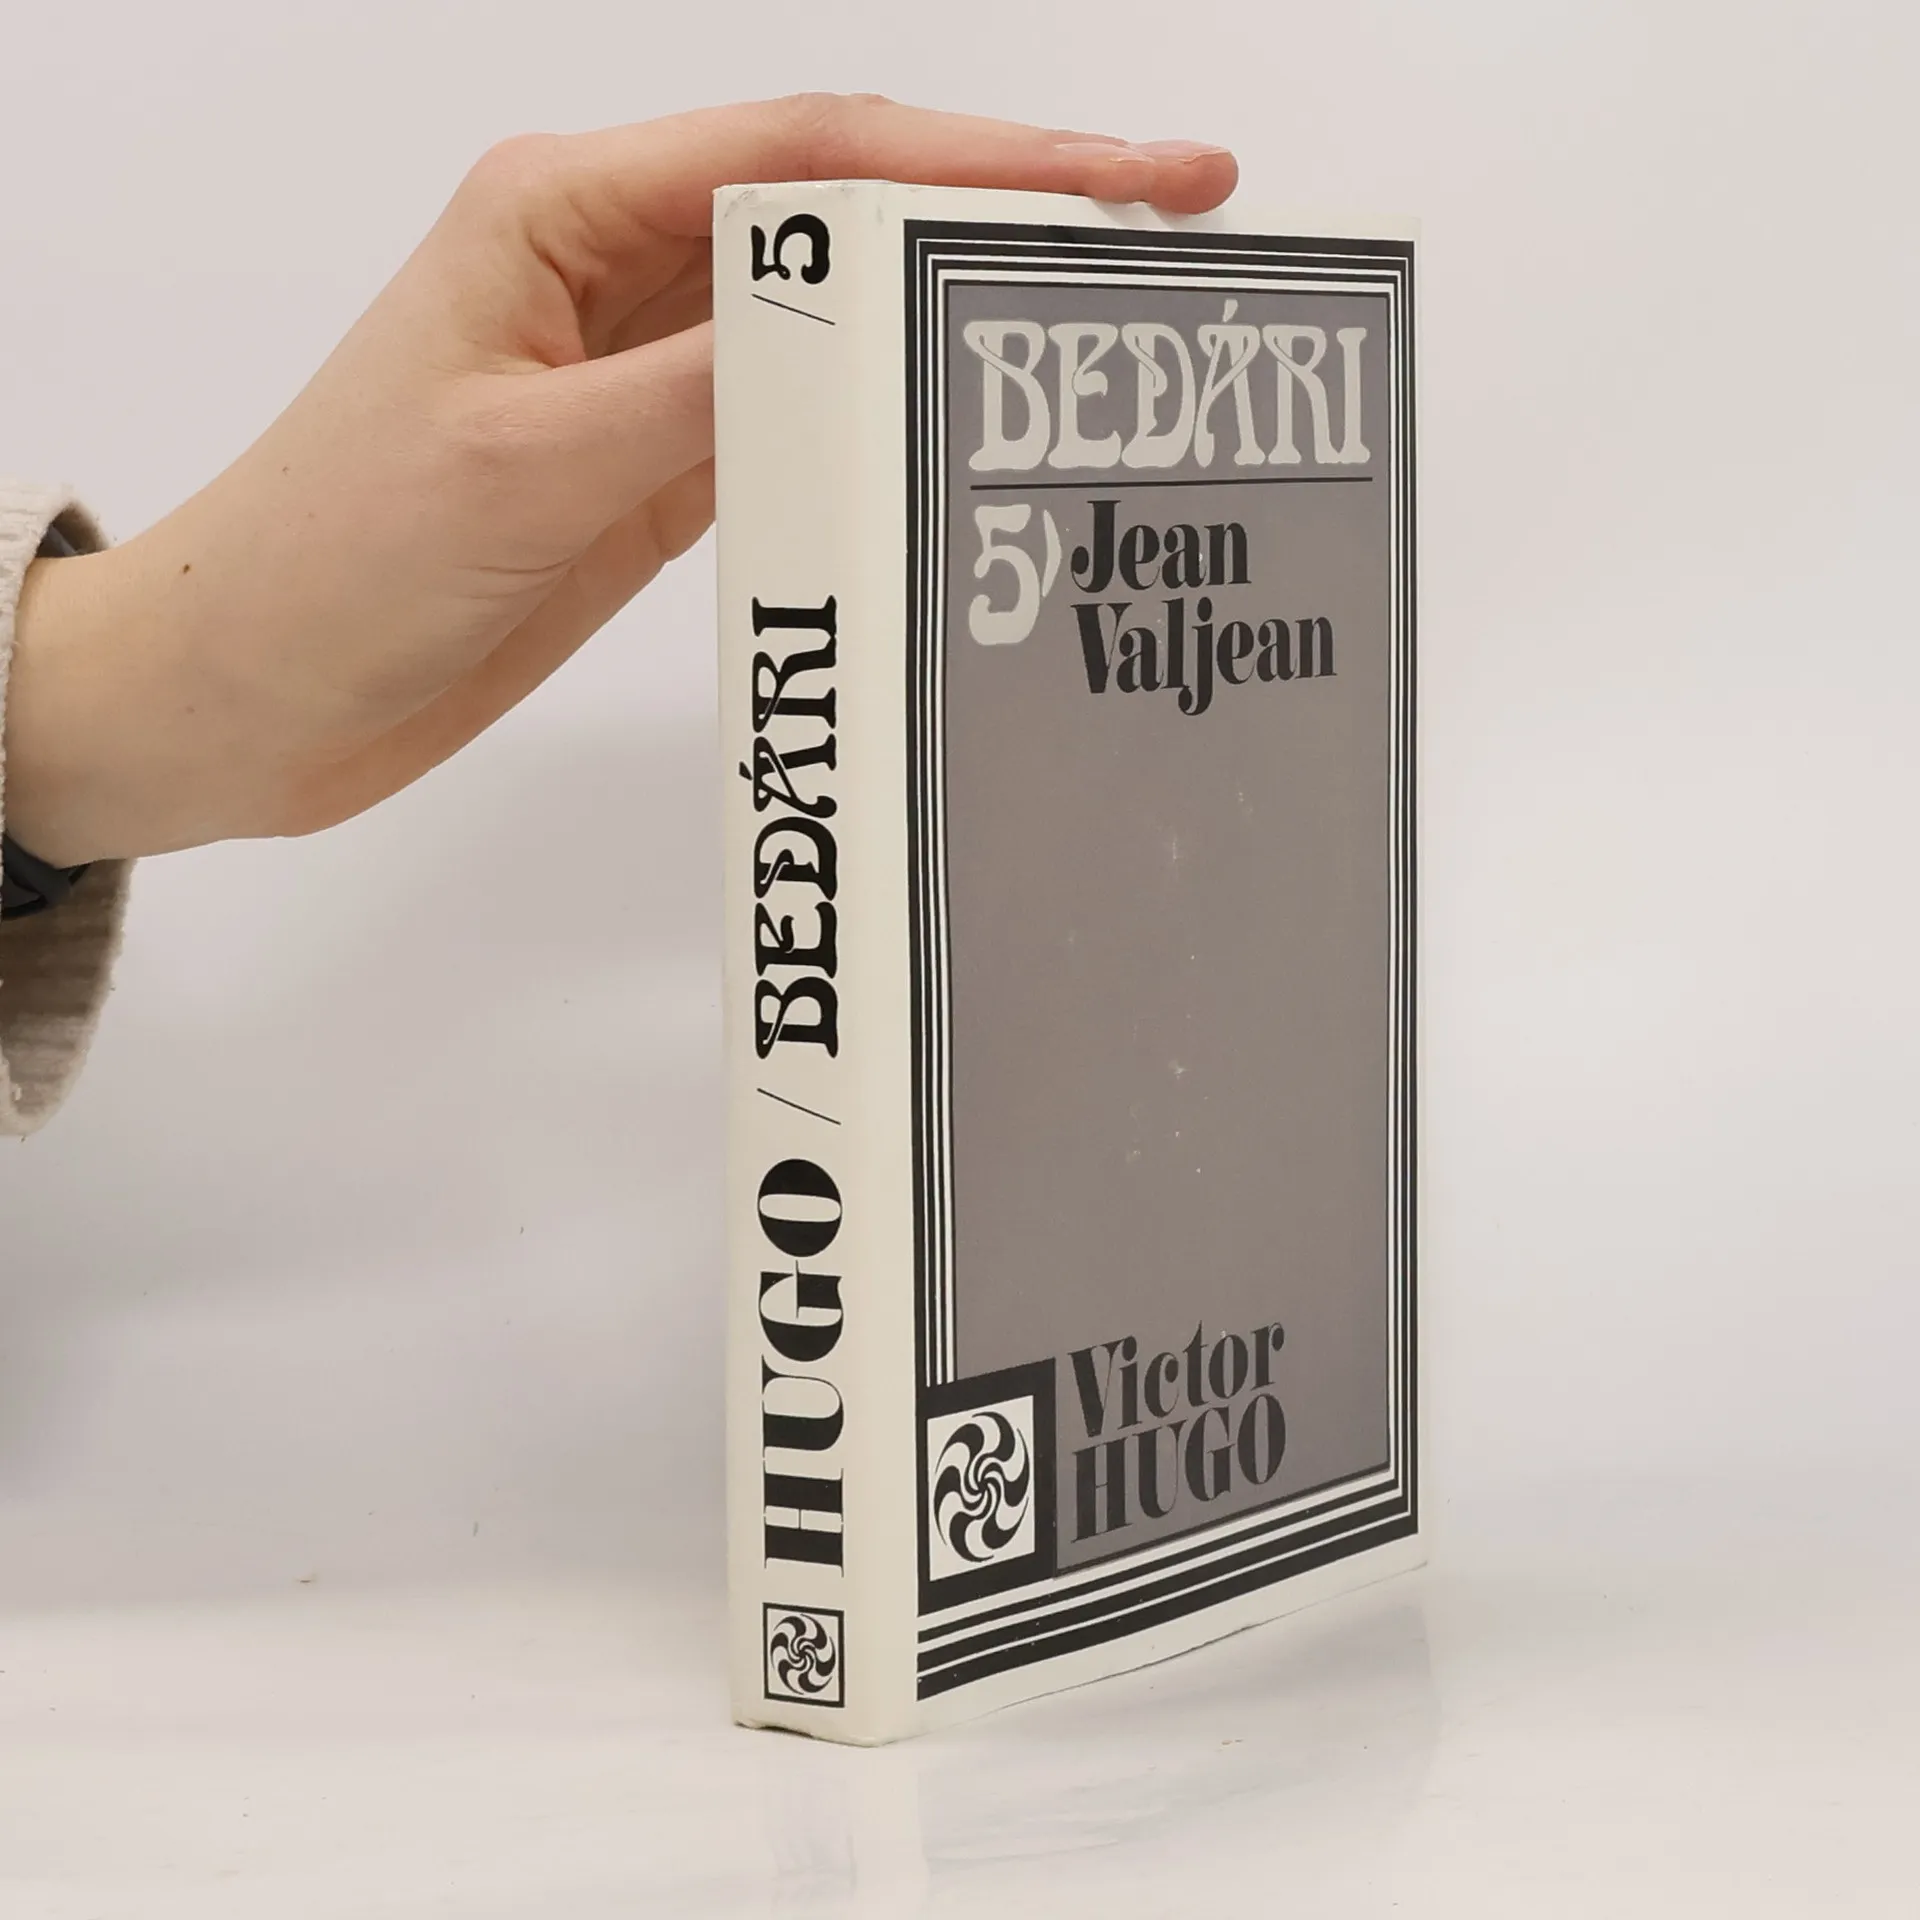 HUGO / BEDÁRI / 5
BEDÁRI
5) Jean
Valjean
Victor
HUGO